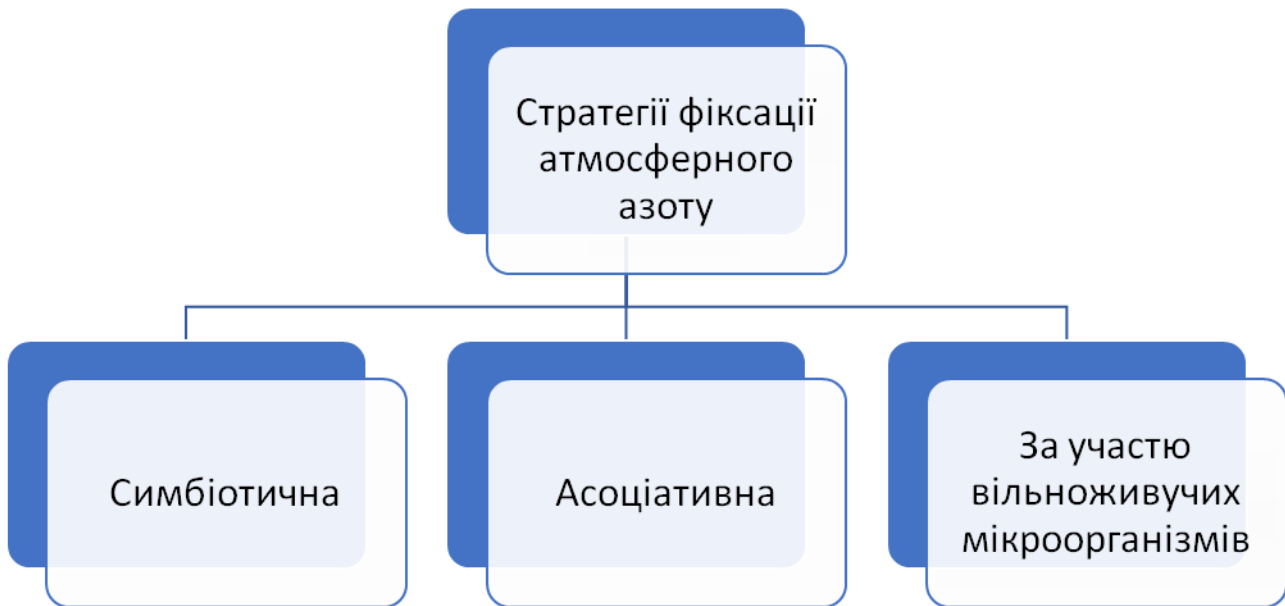 Стратегії фіксації
атмосферного
азоту
Симбіотична
Асоціативна
За участю
вільноживучих
мікроорганізмів